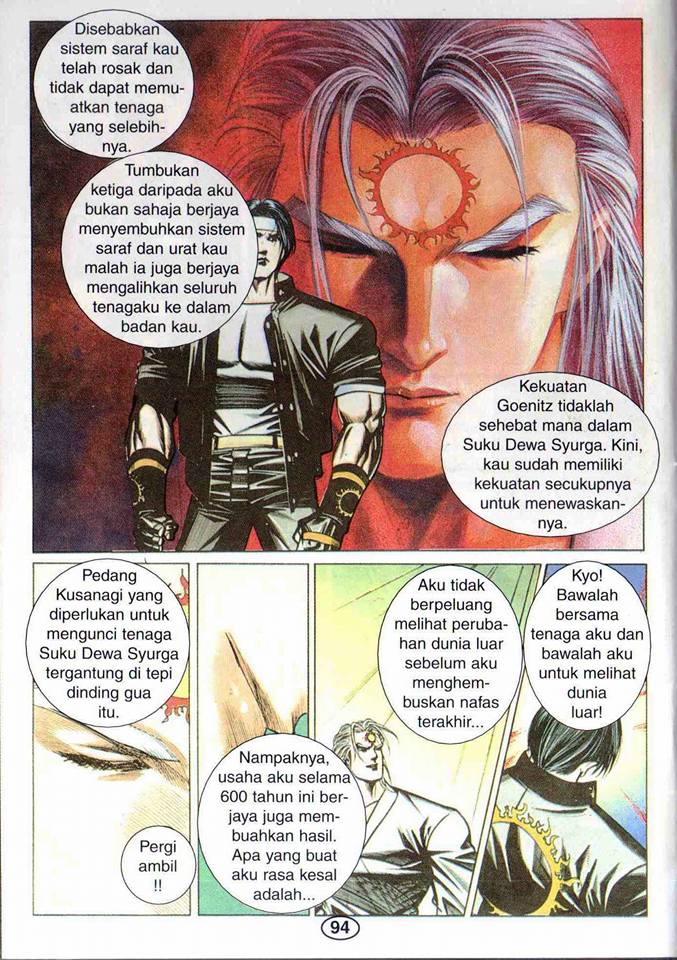 Disebabkan
sistem saraf kau
telah rosak dan
tidak dapat memu-
atkan tenaga
yang selebih-
nya.
Tumbukan
ketiga daripada aku
bukan sahaja berjaya
menyembuhkan sistem
saraf dan urat kau
malah ia juga berjaya
mengalihkan seluruh
tenagaku ke dalam
badan kau.
Kekuatan
Goenitz tidaklah
sehebat mana dalam
Suku Dewa Syurga. Kini,
kau sudah memiliki
kekuatan secukupnya
untuk menewaskan-
nya.
Pedang
Kusanagi yang
diperlukan untuk
mengunci tenaga
Suku Dewa Syurga
tergantung di tepi
dinding gua
itu.
Pergi
ambil
!!
Nampaknya,
usaha aku selama
600 tahun ini ber-
jaya juga mem-
buahkan hasil.
Apa yang buat
aku rasa kesal
adalah...
Aku tidak
berpeluang
melihat peruba-
han dunia luar
sebelum aku
menghem-
buskan nafas
terakhir...
Kyo!
Bawalah
bersama
tenaga aku dan
bawalah aku
untuk melihat
dunia
luar!
94